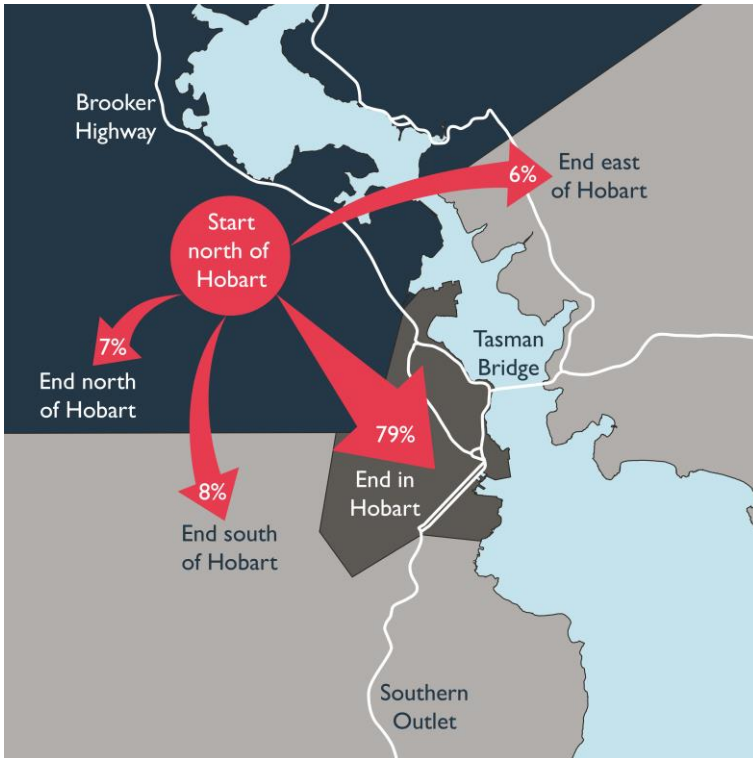 Brooker
Highway
6%
End east
of Hobart
Start
north of
Hobart
Tasman
Bridge
7%
End north
of Hobart
79%
End in
Hobart
8%
End south
of Hobart
Southern
Outlet